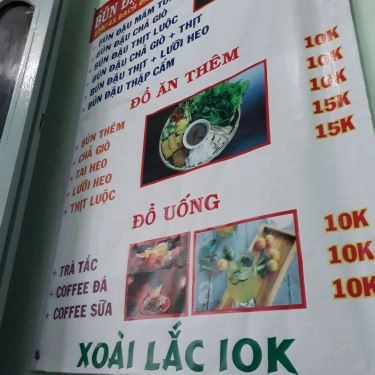 BÚN
BÚN ĐẬU MẮM
BÚN ĐẬU CHẢ GIÒ
BÚN ĐẬU THỊT LUỘC
BÚN ĐẬU CHẢ GIÒ + THỊT
BÚN ĐẬU THỊT + LƯỠI HEO
BÚN ĐẬU THẬP CẨM
ĐỒ ĂN THÊM
+ BÚN THÊM 10K
+ CHẢ GIÒ 10K
+ TAI HEO 10K
+ LƯỠI HEO 15K
+ THỊT LUỘC 15K
ĐỒ UỐNG
+ TRÀ TẮC 10K
+ COFFEE ĐÁ 10K
+ COFFEE SỮA 10K
XOÀI LẮC 10K